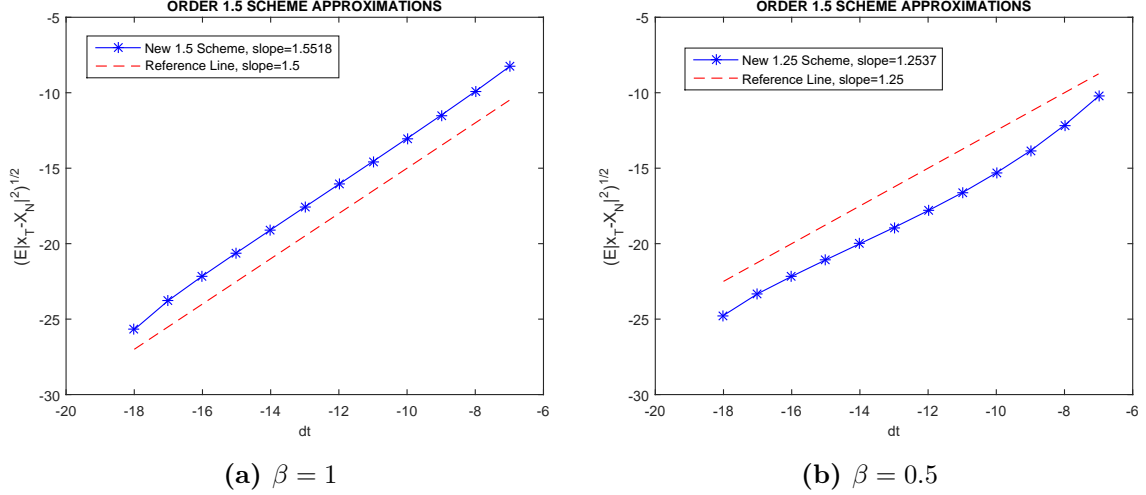 ORDER 1.5 SCHEME APPROXIMATIONS
New 1.5 Scheme, slope=1.5518
Reference Line, slope=1.5
-5
-10
-15
-20
-25
-30
(E|x_T-X_N|^2)^{1/2}
-20 -18 -16 -14 -12 -10 -8 -6
dt
(a) β = 1
ORDER 1.5 SCHEME APPROXIMATIONS
New 1.25 Scheme, slope=1.2537
Reference Line, slope=1.25
-5
-10
-15
-20
-25
-30
(E|x_T-X_N|^2)^{1/2}
-20 -18 -16 -14 -12 -10 -8 -6
dt
(b) β = 0.5